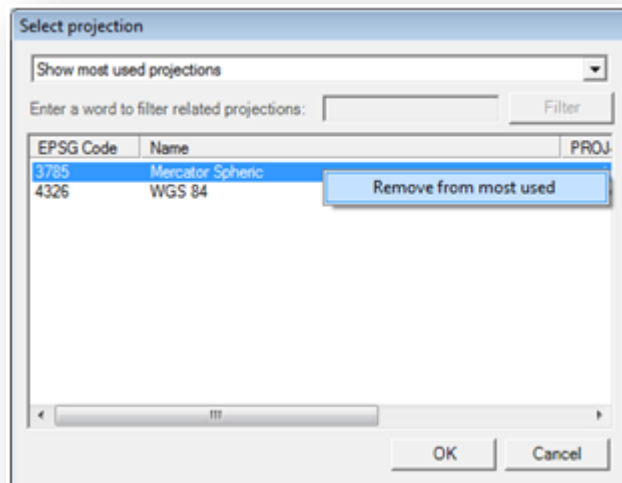 Select projection
Show most used projections
Enter a word to filter related projections: Filter
EPSG Code Name PROJ
3785 Mercator Spheric
Remove from most used
4326 WGS 84
OK Cancel